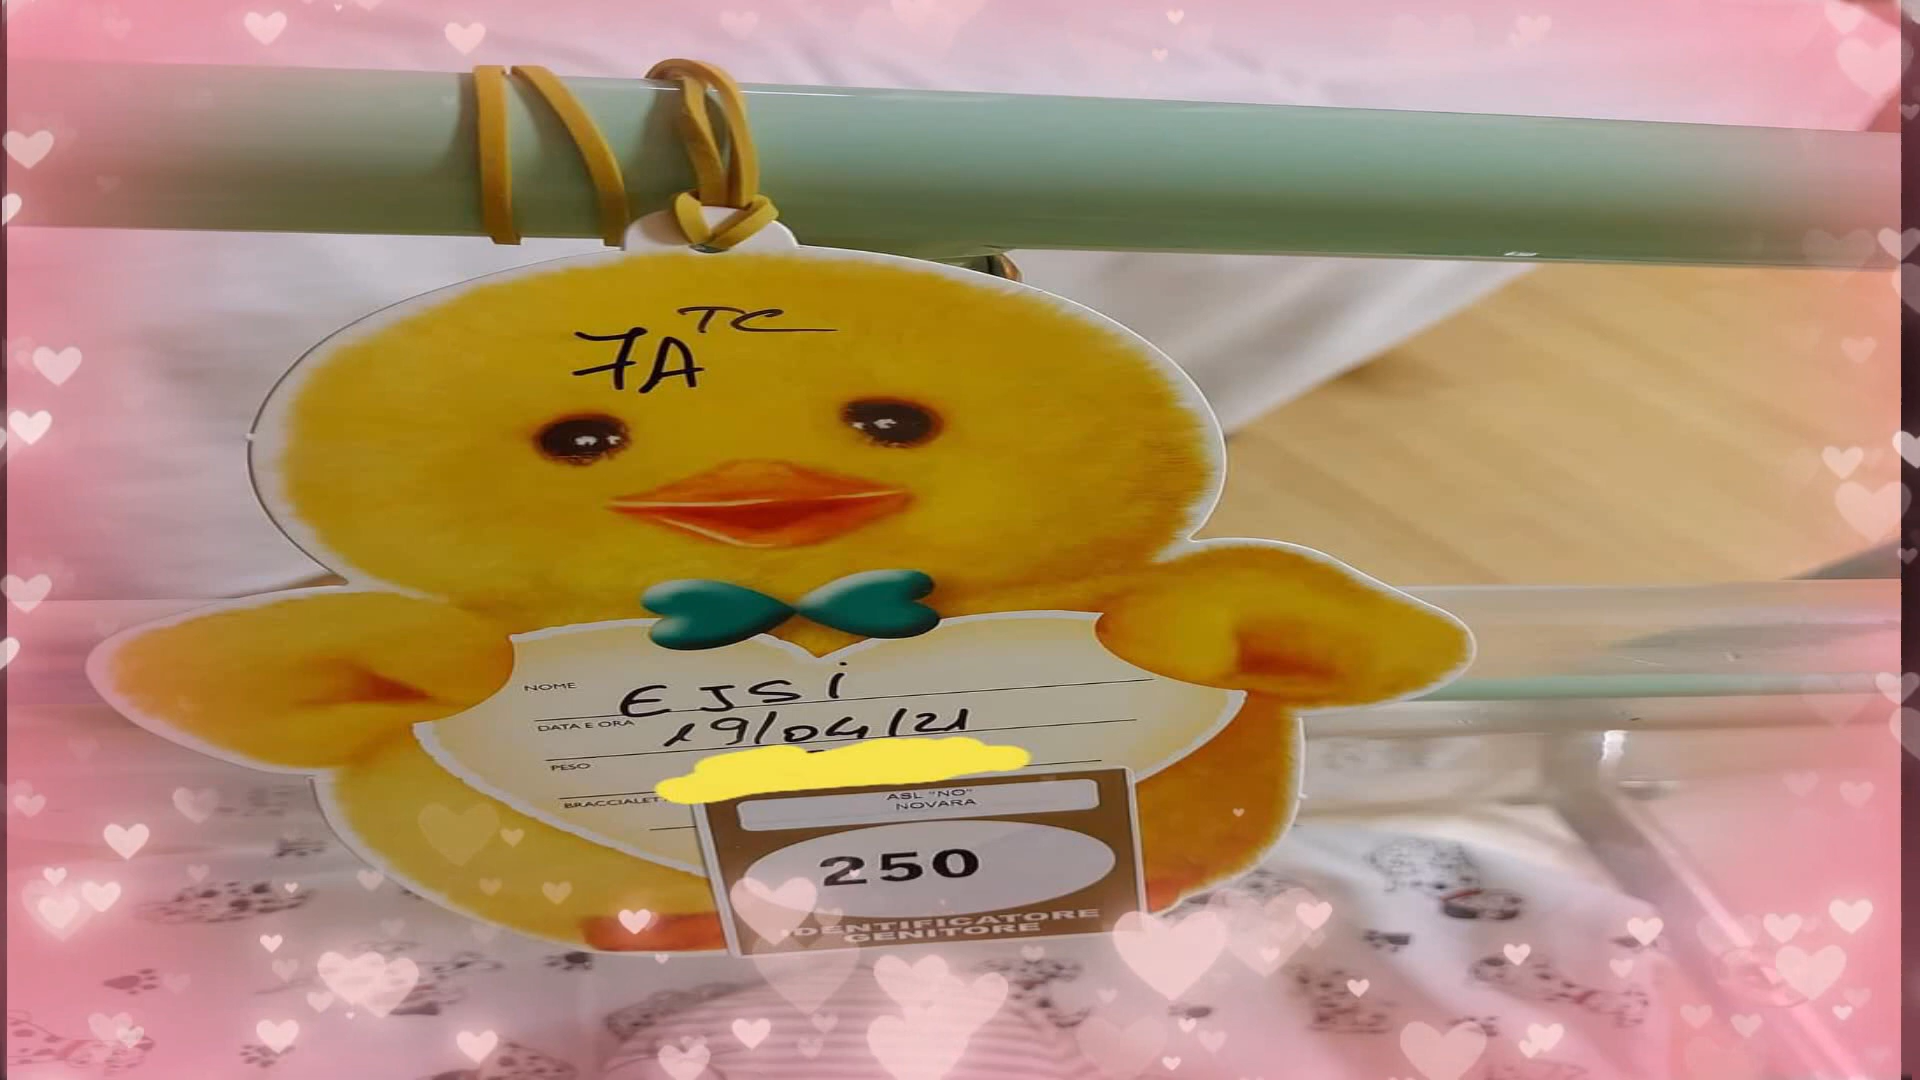 7A TC
NOME EJSi
DATA E ORA 19/04/21
PESO
BRACCIALET
ASL "NO"
NOVARA
250
IDENTIFICATORE
GENITORE